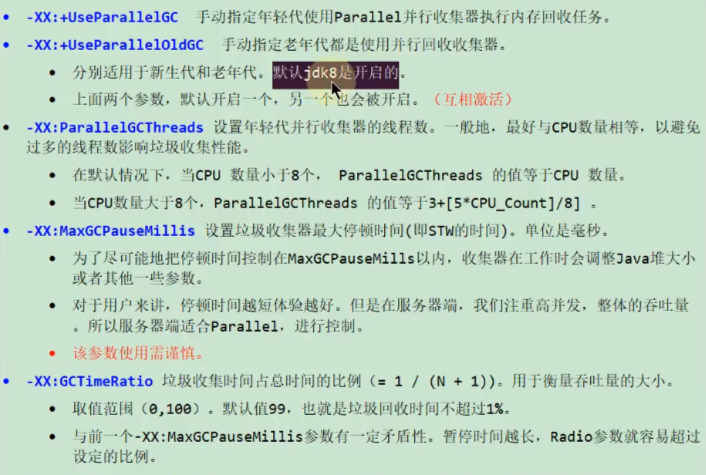 -XX:+UseParallelGC 手动指定年轻代使用Parallel并行收集器执行内存回收任务。
-XX:+UseParallelOldGC 手动指定老年代都是使用并行回收收集器。
分别适用于新生代和老年代。默认jdk8是开启的。
上面两个参数，默认开启一个，另一个也会被开启。（互相激活）
-XX:ParallelGCThreads 设置年轻代并行收集器的线程数。一般地，最好与CPU数量相等，以避免
过多的线程数影响垃圾收集性能。
在默认情况下，当CPU 数量小于8个， ParallelGCThreads 的值等于CPU 数量。
当CPU数量大于8个，ParallelGCThreads 的值等于3+[5*CPU_Count]/8] 。
-XX:MaxGCPauseMillis 设置垃圾收集器最大停顿时间(即STW的时间)。单位是毫秒。
为了尽可能地把停顿时间控制在MaxGCPauseMills以内，收集器在工作时会调整Java堆大小
或者其他一些参数。
对于用户来讲，停顿时间越短体验越好。但是在服务器端，我们注重高并发，整体的吞吐量
。所以服务器端适合Parallel，进行控制。
该参数使用需谨慎。
-XX:GCTimeRatio 垃圾收集时间占总时间的比例（= 1 / (N + 1)）。用于衡量吞吐量的大小。
取值范围（0,100）。默认值99，也就是垃圾回收时间不超过1%。
与前一个-XX:MaxGCPauseMillis参数有一定矛盾性。暂停时间越长，Radio参数就容易超过
设定的比例。